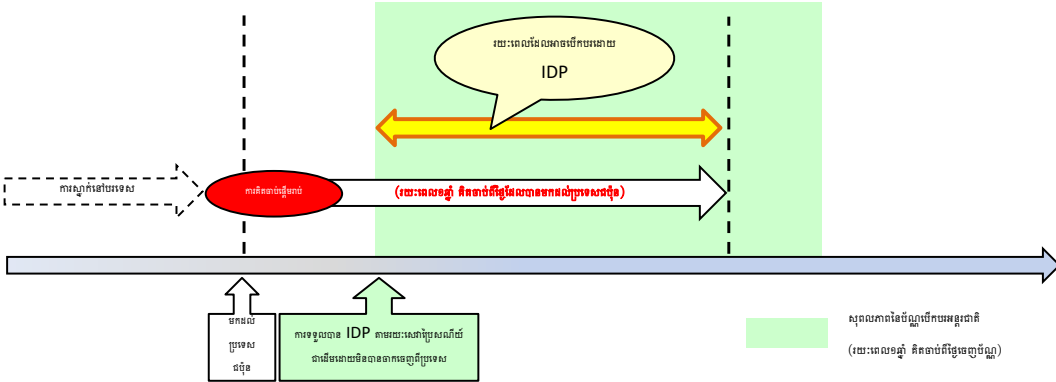 រយៈពេលដែលអាចបើកបរដោយ
IDP
ការស្នាក់នៅបរទេស
ការគិតចាប់ផ្តើមរាប់
(រយៈពេល១ឆ្នាំ គិតចាប់ពីថ្ងៃដែលបានមកដល់ប្រទេសជប៉ុន)
មកដល់
ប្រទេស
ជប៉ុន
ការទទួលបាន IDP តាមរយៈសេវាប្រៃសណីយ៍
ជាដើមដោយមិនបានចាកចេញពីប្រទេស
សុពលភាពនៃប័ណ្ណបើកបរអន្តរជាតិ
(រយៈពេល១ឆ្នាំ គិតចាប់ពីថ្ងៃចេញប័ណ្ណ)